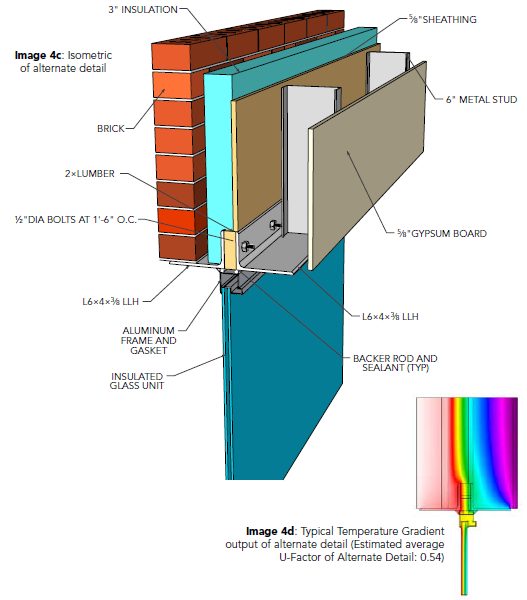 3" INSULATION
⅝"SHEATHING
Image 4c: Isometric
of alternate detail
6" METAL STUD
BRICK
2×LUMBER
½"DIA BOLTS AT 1'-6" O.C.
⅝"GYPSUM BOARD
L6×4×⅜ LLH
L6×4×⅜ LLH
ALUMINUM
FRAME AND
GASKET
BACKER ROD AND
SEALANT (TYP)
INSULATED
GLASS UNIT
Image 4d: Typical Temperature Gradient
output of alternate detail (Estimated average
U-Factor of Alternate Detail: 0.54)